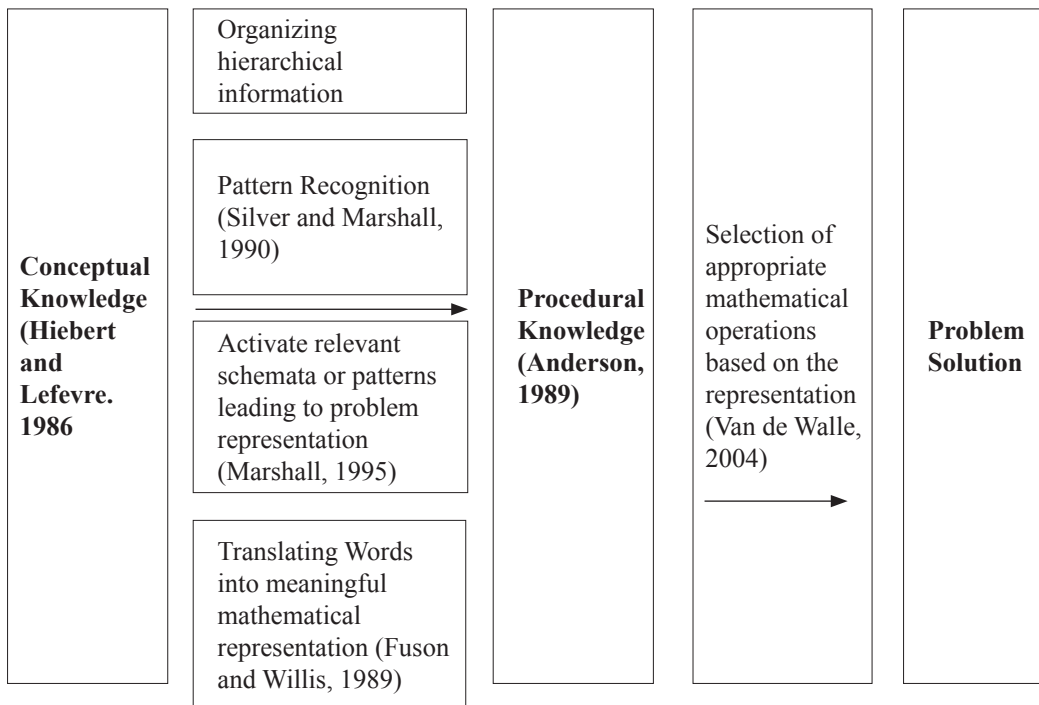 Conceptual
Knowledge
(Hiebert
and
Lefevre.
1986
Organizing
hierarchical
information
Pattern Recognition
(Silver and Marshall,
1990)
Activate relevant
schemata or patterns
leading to problem
representation
(Marshall, 1995)
Translating Words
into meaningful
mathematical
representation (Fuson
and Willis, 1989)
Procedural
Knowledge
(Anderson,
1989)
Selection of
appropriate
mathematical
operations
based on the
representation
(Van de Walle,
2004)
Problem
Solution